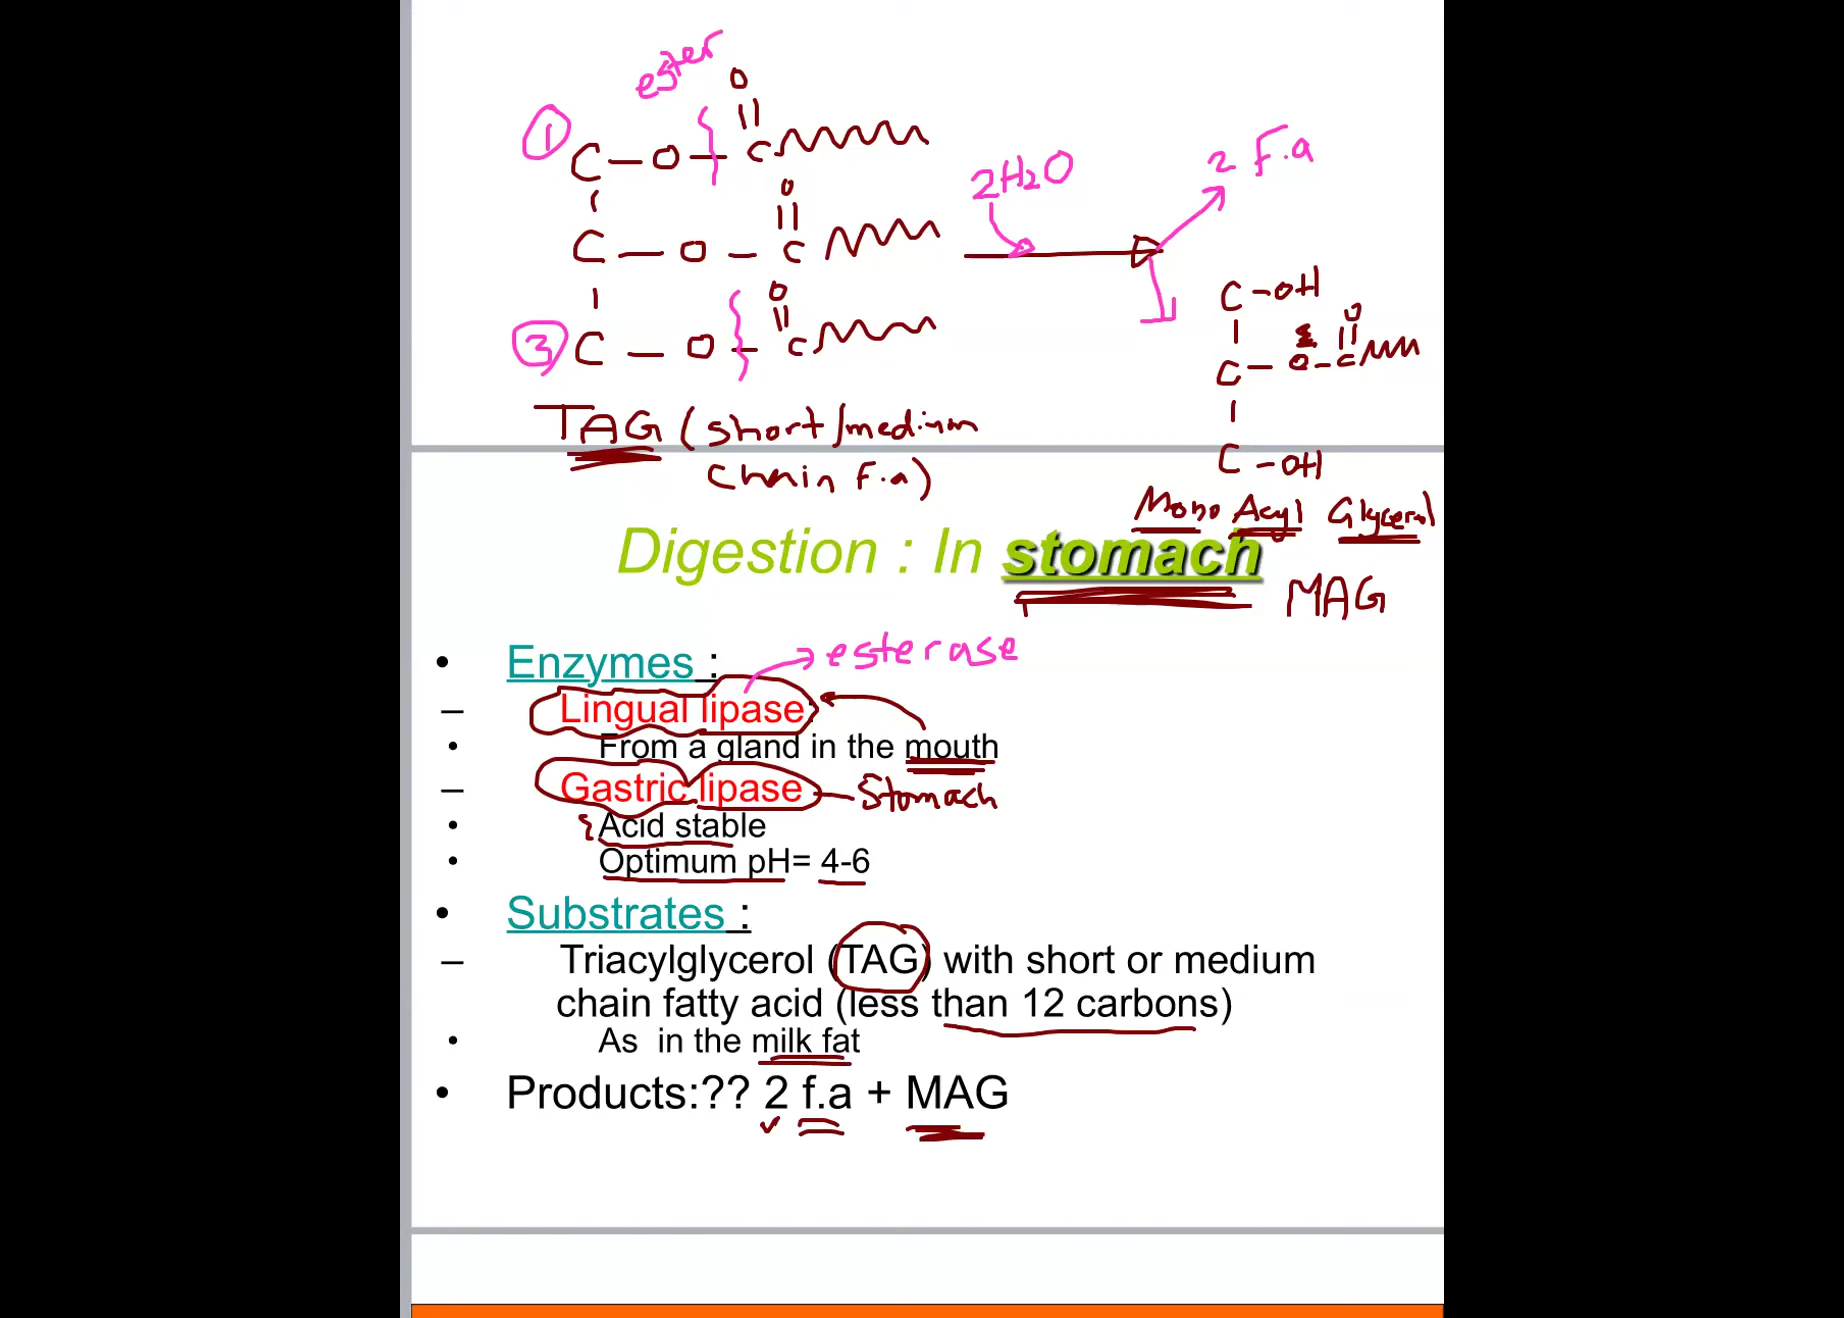 ester
O
||
① C – O – C
2 F.a
2H2O
O
||
C – O – C
C – OH
O
||
③ C – O – C
O
||
C – O – C
TAG (short/medium
chain F.a)
C – OH
Mono Acyl Glycerol
Digestion : In stomach
MAG
• Enzymes : → esterase
– Lingual lipase
• From a gland in the mouth
– Gastric lipase – Stomach
• Acid stable
• Optimum pH= 4-6
• Substrates :
– Triacylglycerol (TAG) with short or medium
chain fatty acid (less than 12 carbons)
• As in the milk fat
• Products:?? 2 f.a + MAG